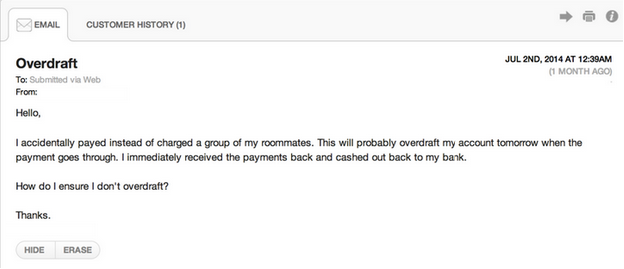 EMAIL
CUSTOMER HISTORY (1)
Overdraft
JUL 2ND, 2014 AT 12:39AM
To: Submitted via Web
(1 MONTH AGO)
From:
Hello,
I accidentally payed instead of charged a group of my roommates. This will probably overdraft my account tomorrow when the
payment goes through. I immediately received the payments back and cashed out back to my bank.
How do I ensure I don't overdraft?
Thanks.
HIDE
ERASE